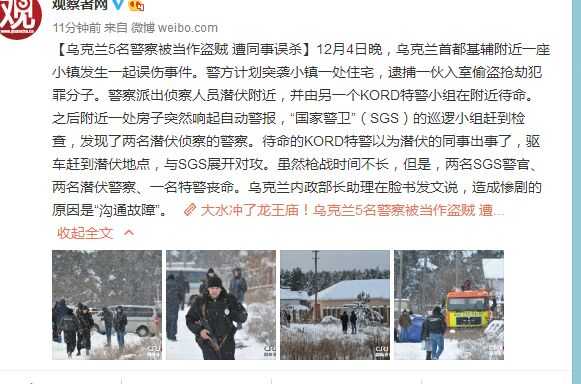 观察者网
观
11分钟前 来自 微博 weibo.com
【乌克兰5名警察被当作盗贼 遭同事误杀】12月4日晚，乌克兰首都基辅附近一座
小镇发生一起误伤事件。警方计划突袭小镇一处住宅，逮捕一伙入室偷盗抢劫犯
罪分子。警察派出侦察人员潜伏附近，并由另一个KORD特警小组在附近待命。
之后附近一处房子突然响起自动警报，“国家警卫”（SGS）的巡逻小组赶到检
查，发现了两名潜伏侦察的警察。待命的KORD特警以为潜伏的同事出事了，驱
车赶到潜伏地点，与SGS展开对攻。虽然枪战时间不长，但是，两名SGS警官、
两名潜伏警察、一名特警丧命。乌克兰内政部长助理在脸书发文说，造成惨剧的
原因是“沟通故障”。 大水冲了龙王庙！乌克兰5名警察被当作盗贼 遭...
收起全文